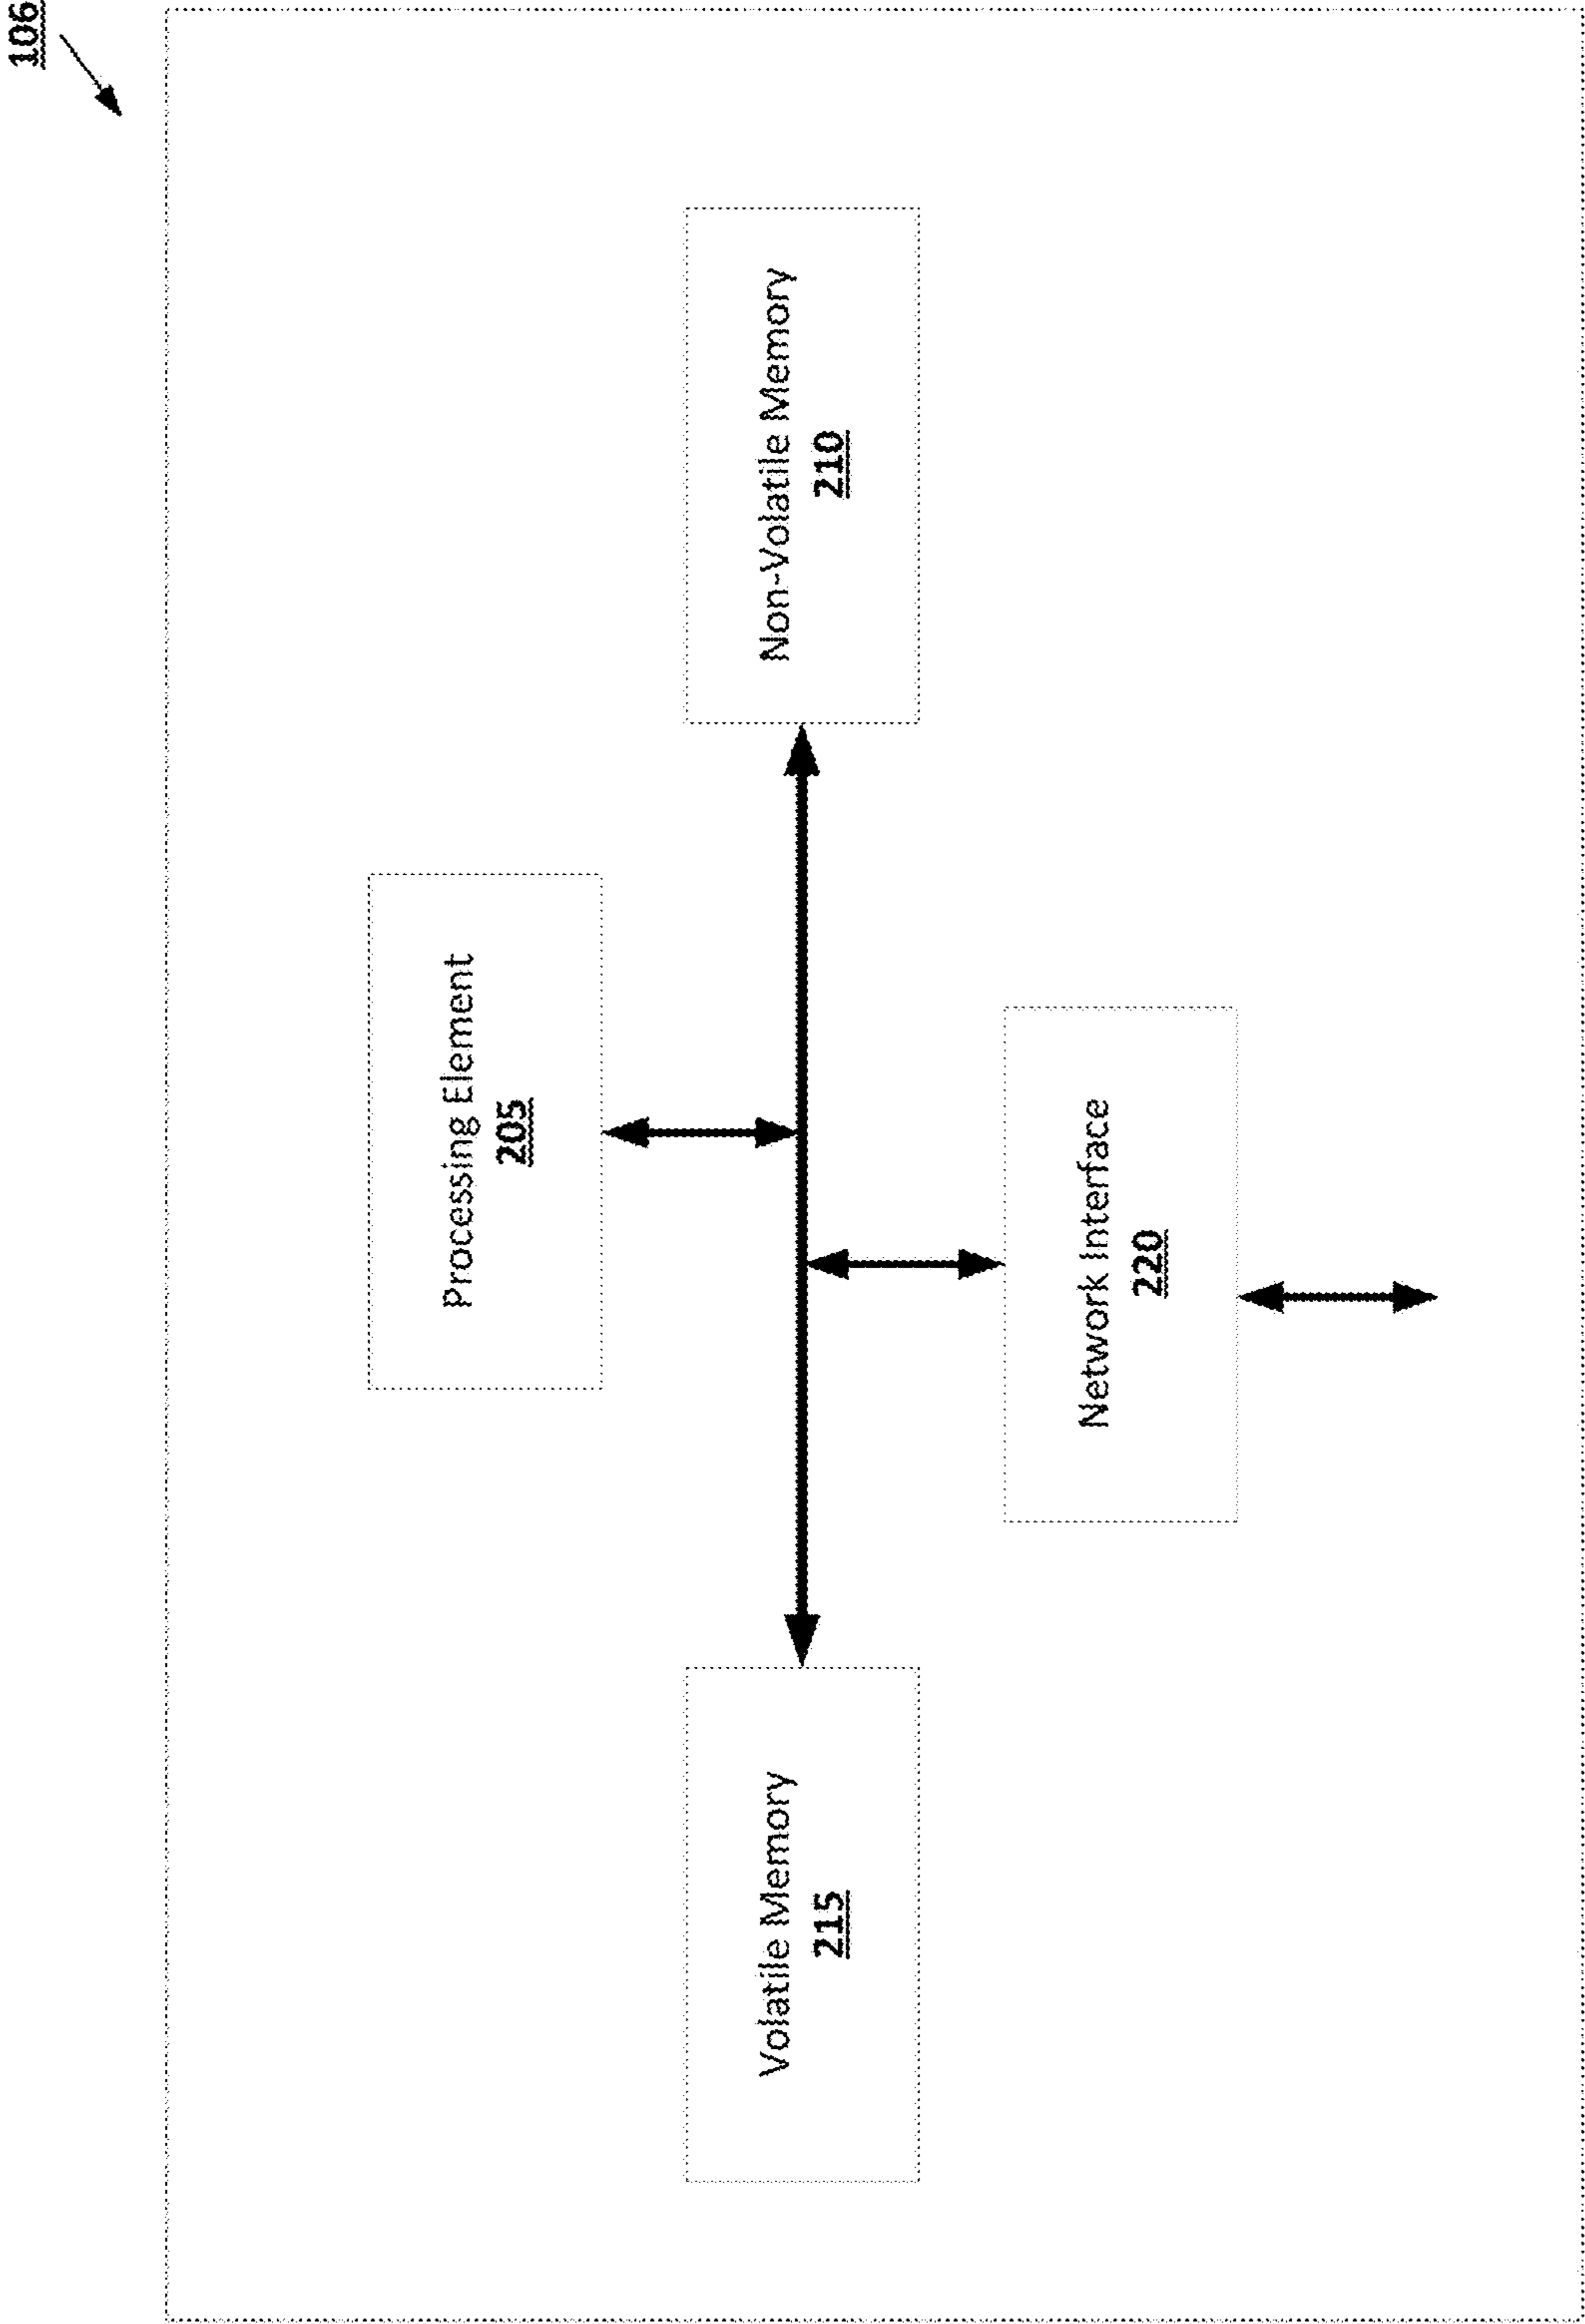 106
Processing Element
205
Volatile Memory
215
Non-Volatile Memory
210
Network Interface
220